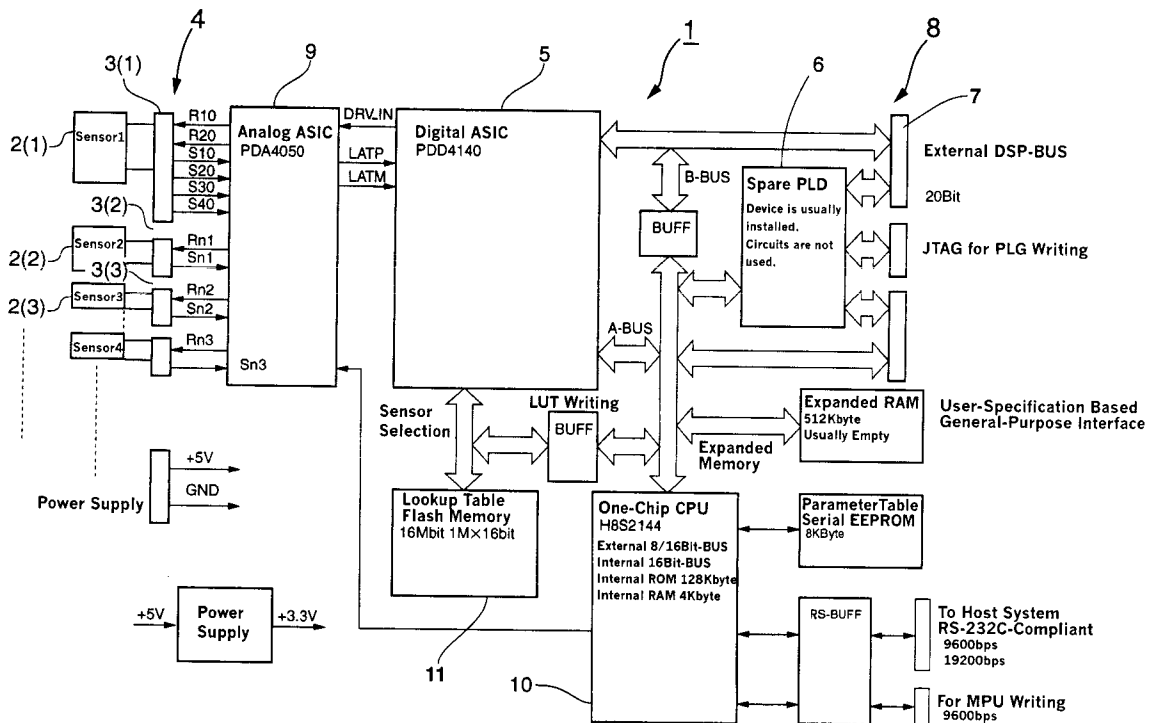 4
1
8
3(1)
9
5
6
7
2(1)
Sensor1
R10
R20
S10
S20
S30
S40
Analog ASIC
PDA4050
DRV.IN
LATP
LATM
Digital ASIC
PDD4140
B-BUS
BUFF
Spare PLD
Device is usually
installed.
Circuits are not
used.
External DSP-BUS
20Bit
JTAG for PLG Writing
3(2)
2(2)
Sensor2
Rn1
Sn1
3(3)
2(3)
Sensor3
Rn2
Sn2
Sensor4
Rn3
Sn3
A-BUS
Sensor
Selection
LUT Writing
BUFF
Expanded
Memory
Expanded RAM
512Kbyte
Usually Empty
User-Specification Based
General-Purpose Interface
Power Supply
+5V
GND
Lookup Table
Flash Memory
16Mbit 1M×16bit
11
One-Chip CPU
H8S2144
External 8/16Bit-BUS
Internal 16Bit-BUS
Internal ROM 128Kbyte
Internal RAM 4Kbyte
10
ParameterTable
Serial EEPROM
8KByte
+5V
Power
Supply
+3.3V
RS-BUFF
To Host System
RS-232C-Compliant
9600bps
19200bps
For MPU Writing
9600bps